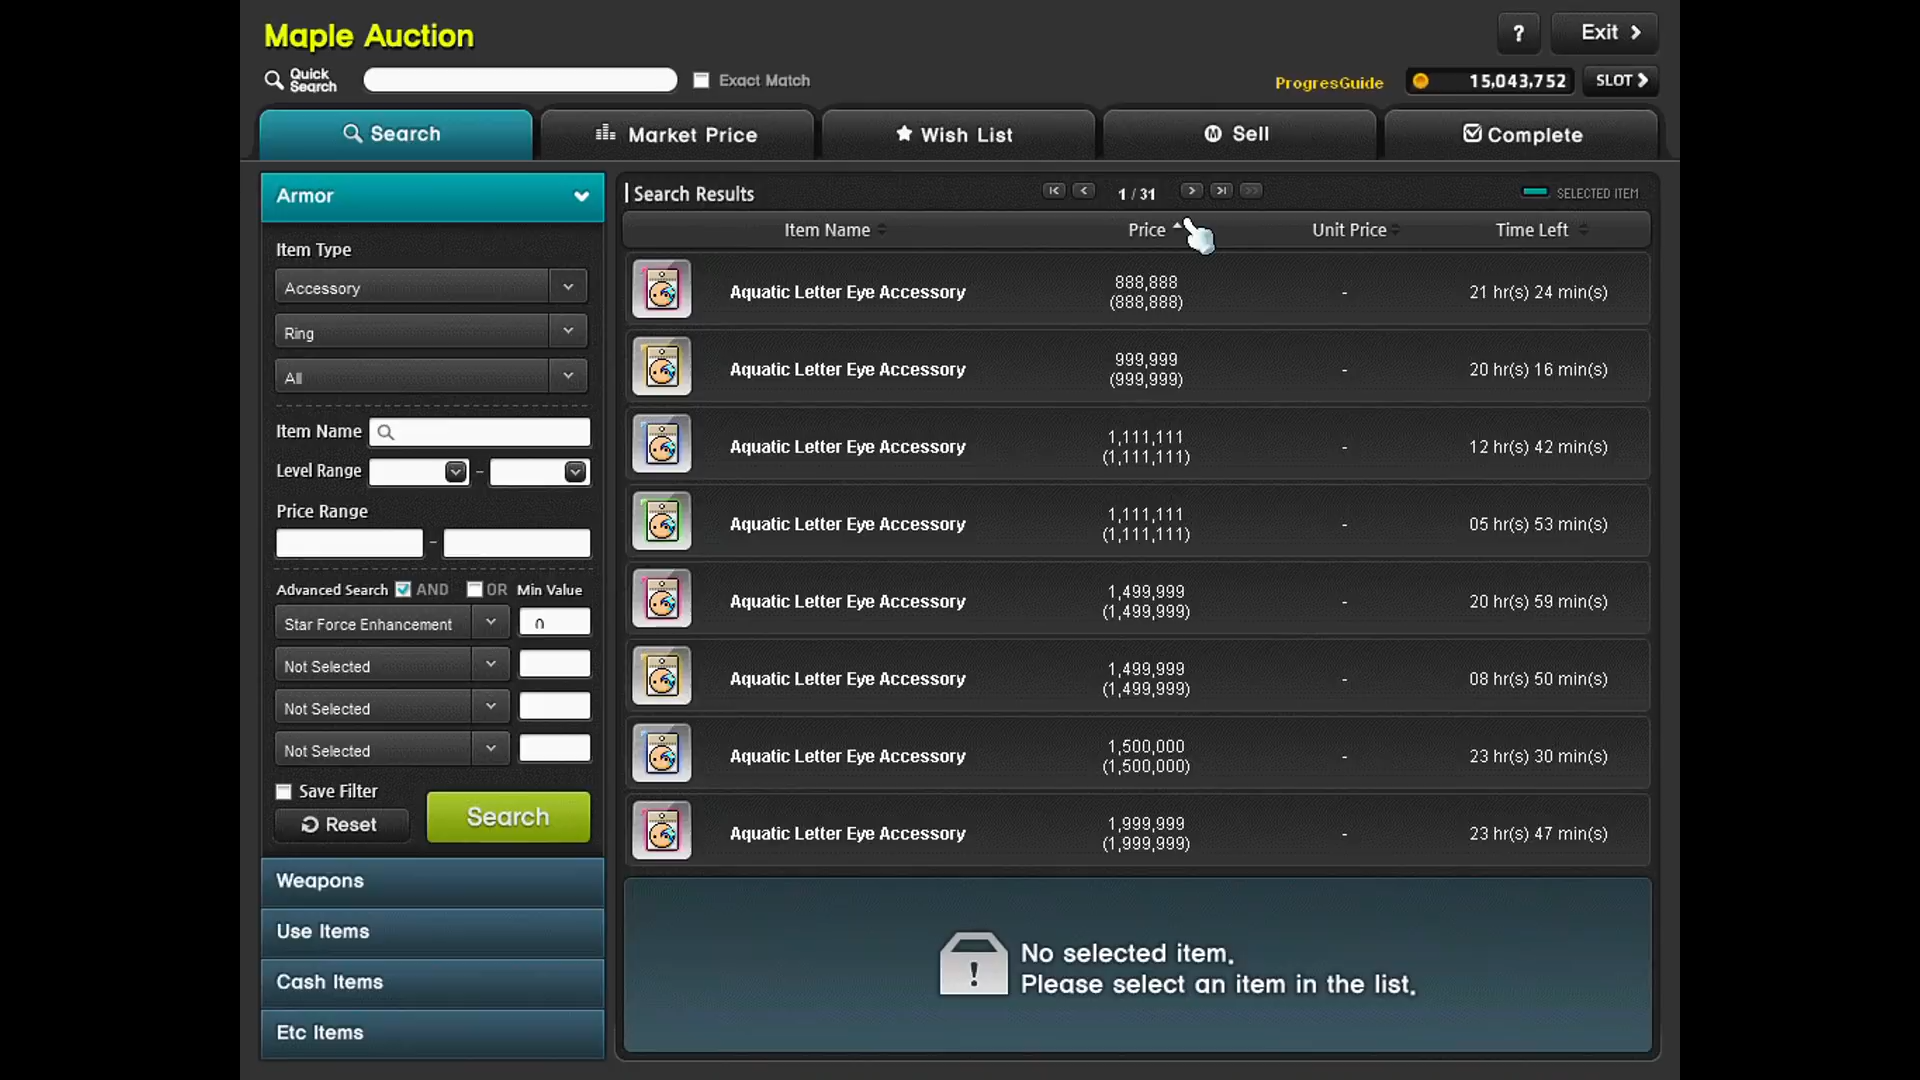 Maple Auction
? Exit
Quick Search
Exact Match
ProgresGuide 15,043,752 SLOT
Search Market Price Wish List Sell Complete
Armor
Item Type
Accessory
Ring
All
Item Name
Level Range -
Price Range
-
Advanced Search AND OR Min Value
Star Force Enhancement 0
Not Selected
Not Selected
Not Selected
Save Filter
Reset Search
Weapons
Use Items
Cash Items
Etc Items
Search Results 1 / 31 SELECTED ITEM
Item Name Price Unit Price Time Left
Aquatic Letter Eye Accessory 888,888 (888,888) - 21 hr(s) 24 min(s)
Aquatic Letter Eye Accessory 999,999 (999,999) - 20 hr(s) 16 min(s)
Aquatic Letter Eye Accessory 1,111,111 (1,111,111) - 12 hr(s) 42 min(s)
Aquatic Letter Eye Accessory 1,111,111 (1,111,111) - 05 hr(s) 53 min(s)
Aquatic Letter Eye Accessory 1,499,999 (1,499,999) - 20 hr(s) 59 min(s)
Aquatic Letter Eye Accessory 1,499,999 (1,499,999) - 08 hr(s) 50 min(s)
Aquatic Letter Eye Accessory 1,500,000 (1,500,000) - 23 hr(s) 30 min(s)
Aquatic Letter Eye Accessory 1,999,999 (1,999,999) - 23 hr(s) 47 min(s)
No selected item.
Please select an item in the list.